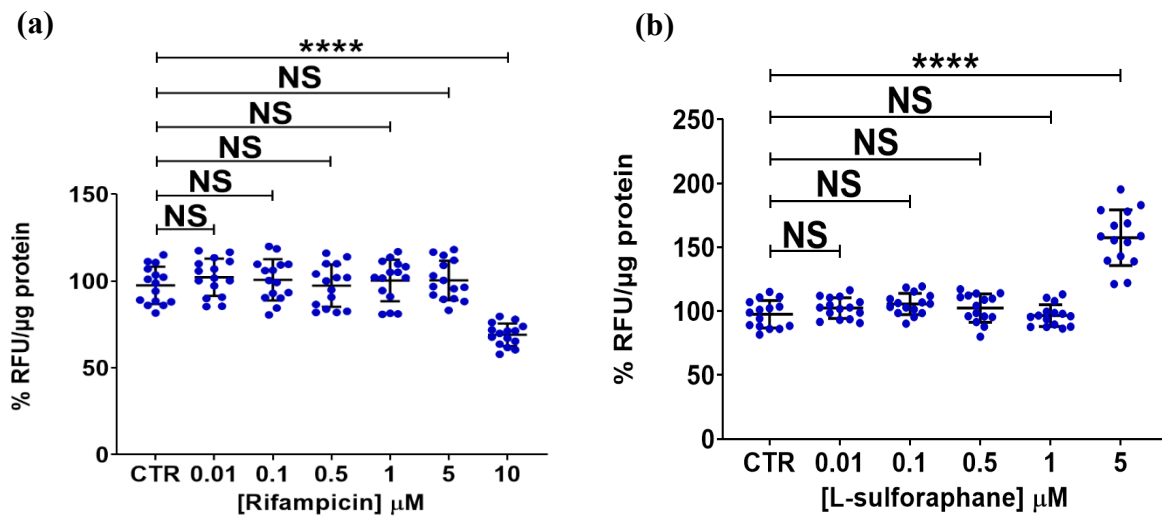 (a)
****
NS
NS
NS
NS
NS
150
100
50
0
% RFU/µg protein
CTR 0.01 0.1 0.5 1 5 10
[Rifampicin] µM
(b)
****
NS
NS
NS
NS
250
200
150
100
50
0
% RFU/µg protein
CTR 0.01 0.1 0.5 1 5
[L-sulforaphane] µM